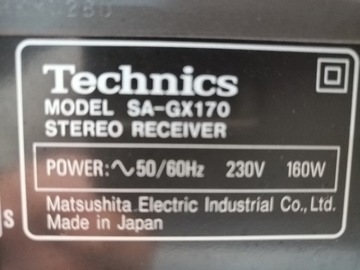 Technics
MODEL SA-GX170
STEREO RECEIVER
POWER:∿50/60Hz 230V 160W
Matsushita Electric Industrial Co., Ltd.
Made in Japan
S